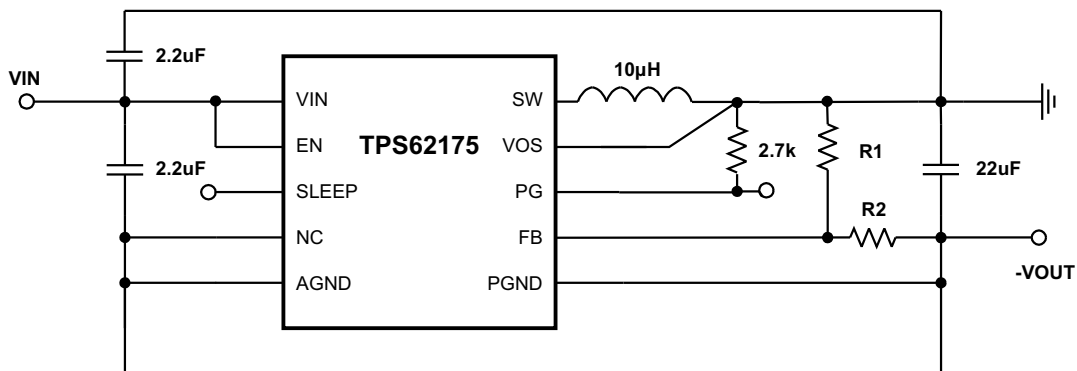 2.2uF
VIN
10µH
VIN
SW
TPS62175
EN
VOS
2.7k
R1
2.2uF
22uF
SLEEP
PG
R2
NC
FB
-VOUT
AGND
PGND